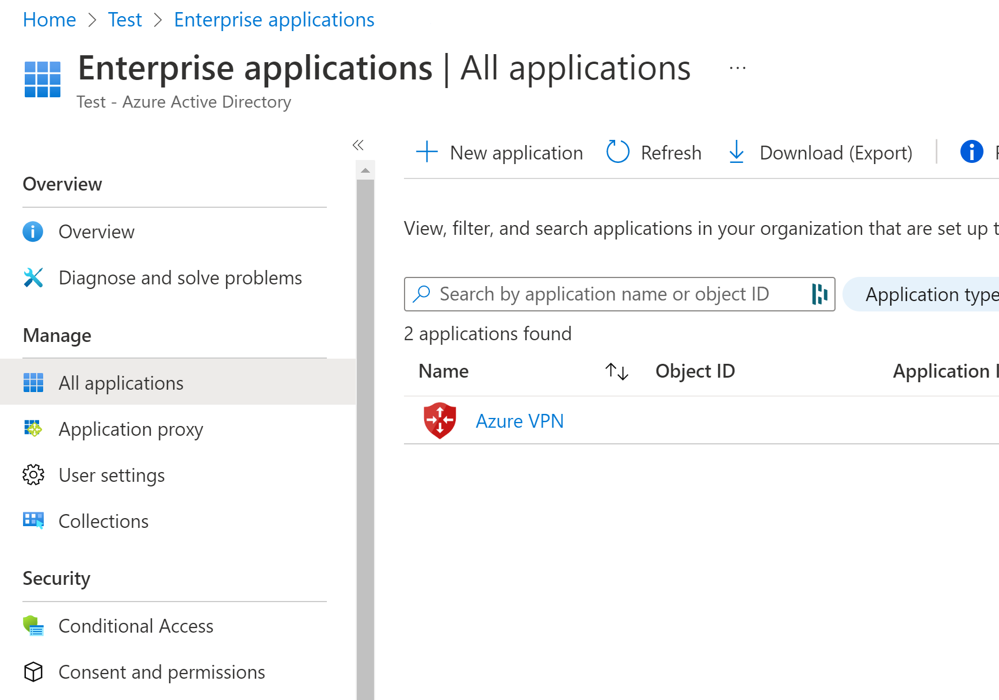 Home > Test > Enterprise applications
Enterprise applications | All applications ...
Test - Azure Active Directory
«
Overview
Overview
Diagnose and solve problems
Manage
All applications
Application proxy
User settings
Collections
Security
Conditional Access
Consent and permissions
New application Refresh Download (Export)
View, filter, and search applications in your organization that are set up
Search by application name or object ID Application type
2 applications found
Name Object ID Application
Azure VPN